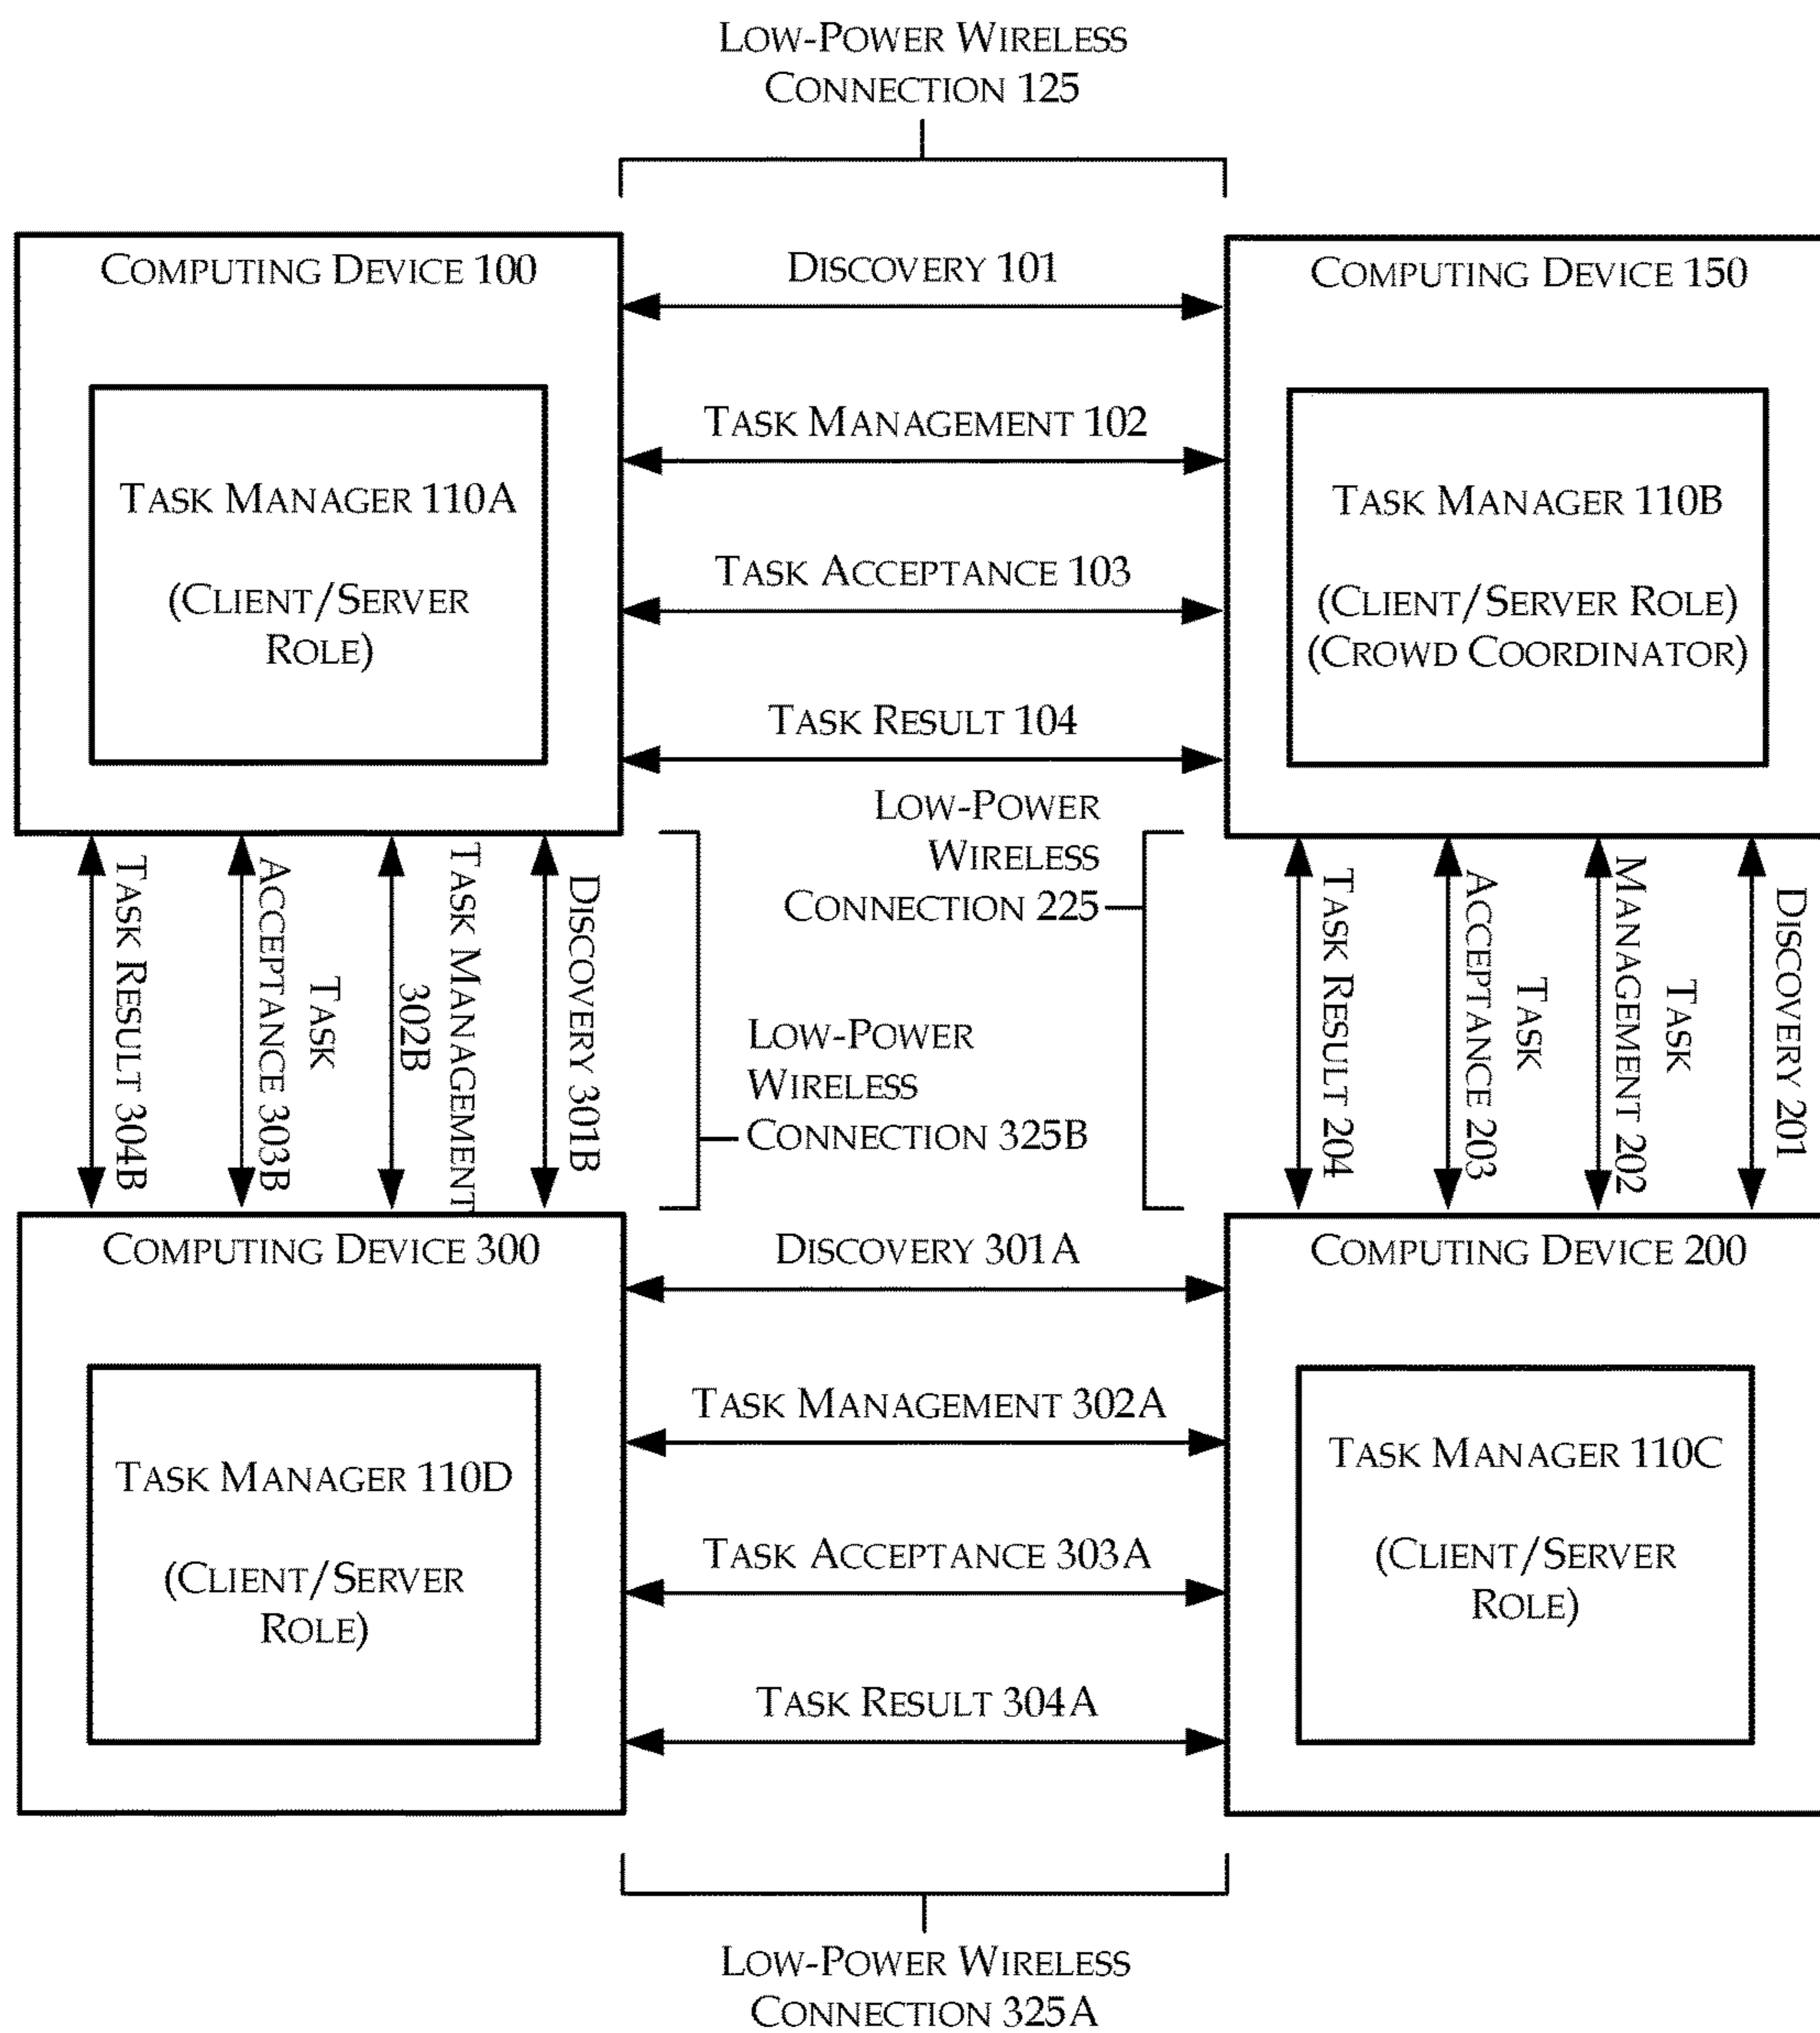 LOW-POWER WIRELESS
CONNECTION 125
COMPUTING DEVICE 100
TASK MANAGER 110A
(CLIENT/SERVER
ROLE)
DISCOVERY 101
TASK MANAGEMENT 102
TASK ACCEPTANCE 103
TASK RESULT 104
COMPUTING DEVICE 150
TASK MANAGER 110B
(CLIENT/SERVER ROLE)
(CROWD COORDINATOR)
TASK RESULT 304B
TASK
ACCEPTANCE 303B
TASK MANAGEMENT
302B
DISCOVERY 301B
LOW-POWER
WIRELESS
CONNECTION 225
LOW-POWER
WIRELESS
CONNECTION 325B
TASK RESULT 204
TASK
ACCEPTANCE 203
TASK
MANAGEMENT 202
DISCOVERY 201
COMPUTING DEVICE 300
TASK MANAGER 110D
(CLIENT/SERVER
ROLE)
DISCOVERY 301A
TASK MANAGEMENT 302A
TASK ACCEPTANCE 303A
TASK RESULT 304A
COMPUTING DEVICE 200
TASK MANAGER 110C
(CLIENT/SERVER
ROLE)
LOW-POWER WIRELESS
CONNECTION 325A